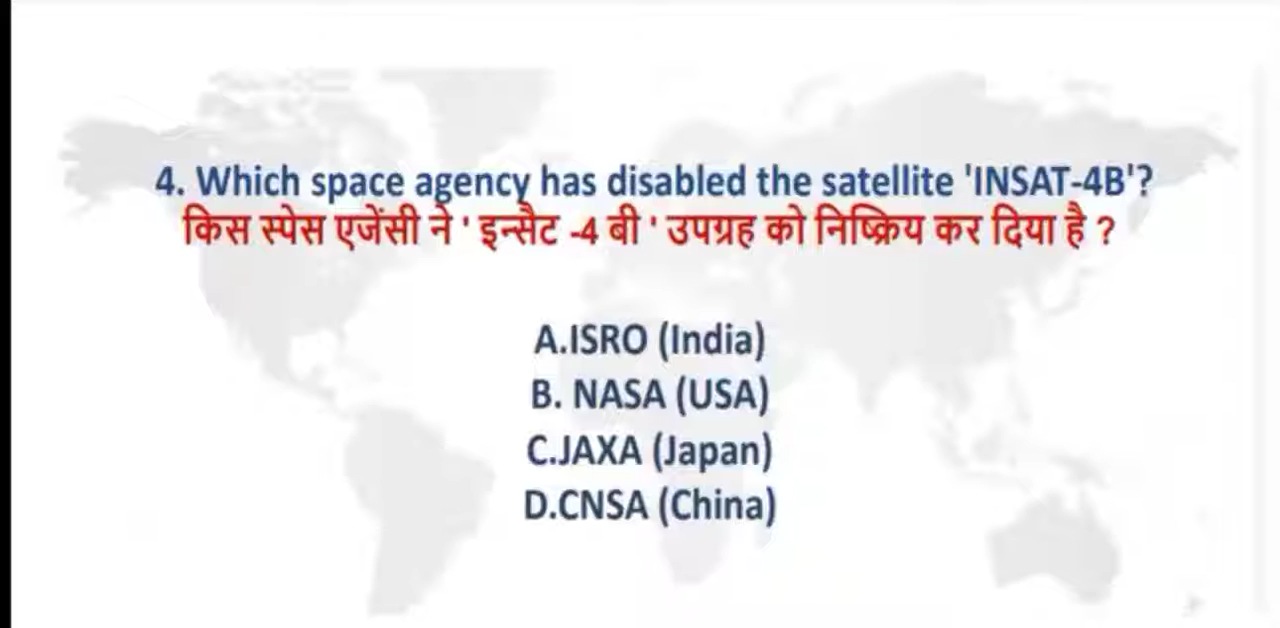 4. Which space agency has disabled the satellite 'INSAT-4B'?
किस स्पेस एजेंसी ने ' इन्सैट -4 बी ' उपग्रह को निष्क्रिय कर दिया है ?
A.ISRO (India)
B. NASA (USA)
C.JAXA (Japan)
D.CNSA (China)